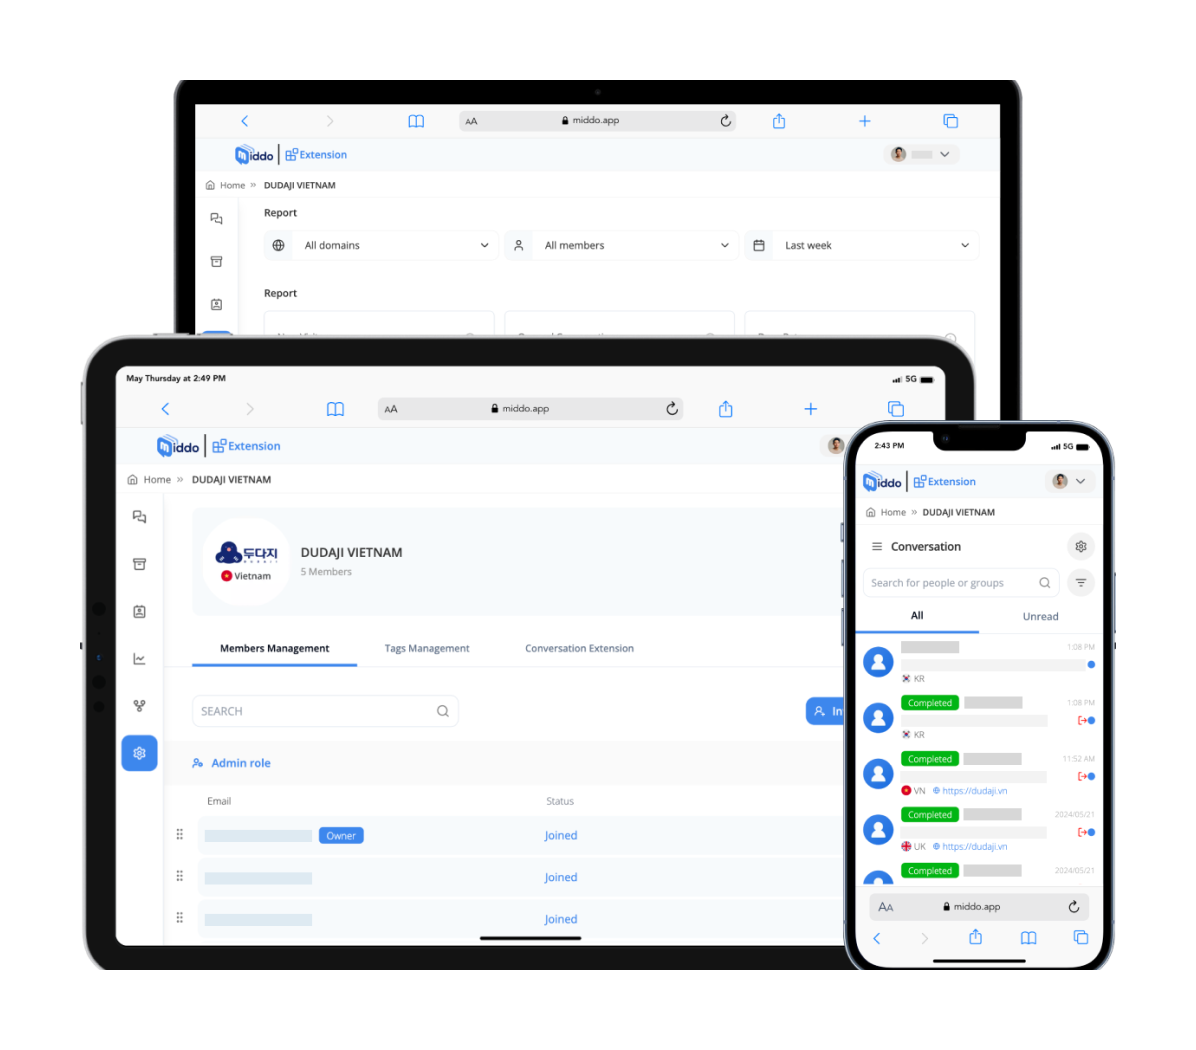 AA middo.app
middo Extension
Home » DUDAJI VIETNAM
Report
All domains
All members
Last week
Report
May Thursday at 2:49 PM
5G
AA middo.app
middo Extension
Home » DUDAJI VIETNAM
두다지
DUDAJI
Vietnam
DUDAJI VIETNAM
5 Members
Members Management
Tags Management
Conversation Extension
SEARCH
Admin role
Email
Status
Owner
Joined
Joined
Joined
2:43 PM
5G
middo Extension
Home » DUDAJI VIETNAM
Conversation
Search for people or groups
All
Unread
1:08 PM
KR
Completed
1:08 PM
KR
Completed
11:52 AM
VN https://dudaji.vn
Completed
2024/05/21
UK https://dudaji.vn
Completed
2024/05/21
AA middo.app